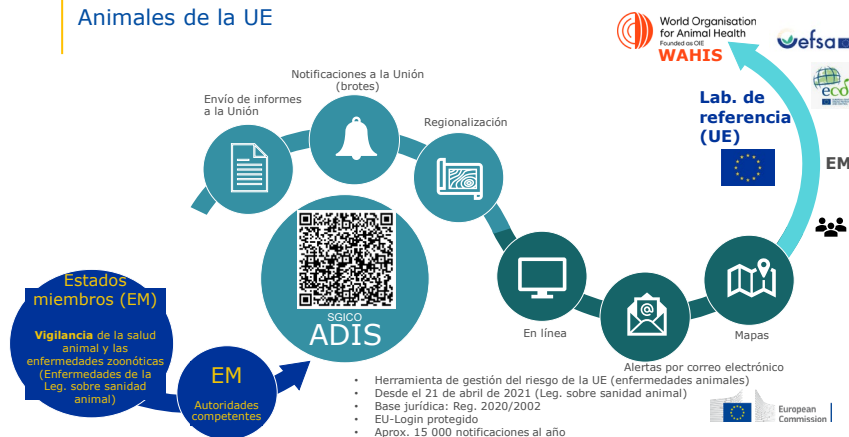 Animales de la UE
World Organisation
for Animal Health
Founded as OIE
WAHIS
efsa
Notificaciones a la Unión
(brotes)
Envío de informes
a la Unión
Regionalización
Lab. de
referencia
(UE)
EM
SGICO
ADIS
Estados
miembros (EM)
Vigilancia de la salud
animal y las
enfermedades zoonóticas
(Enfermedades de la
Leg. sobre sanidad
animal)
EM
Autoridades
competentes
En línea
@
Mapas
Alertas por correo electrónico
• Herramienta de gestión del riesgo de la UE (enfermedades animales)
• Desde el 21 de abril de 2021 (Leg. sobre sanidad animal)
• Base jurídica: Reg. 2020/2002
• EU-Login protegido
• Aprox. 15 000 notificaciones al año
European
Commission